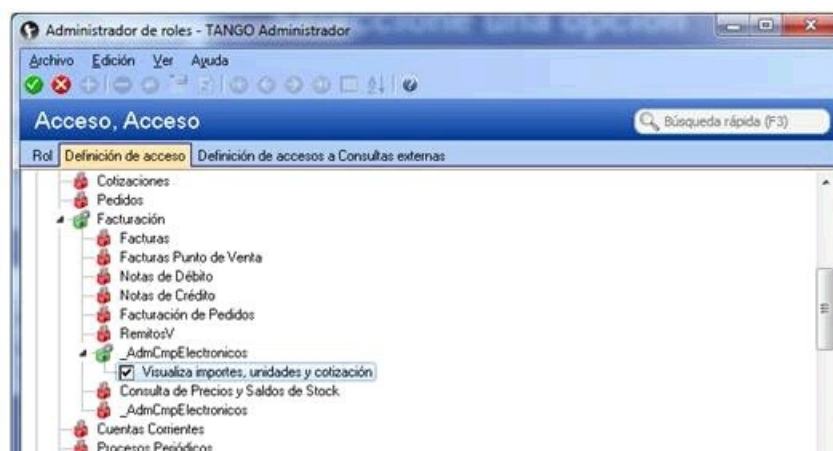 Administrador de roles - TANGO Administrador
Archivo Edición Ver Ayuda
Acceso, Acceso
Búsqueda rápida (F3)
Rol Definición de acceso Definición de accesos a Consultas externas
Cotizaciones
Pedidos
Facturación
Facturas
Facturas Punto de Venta
Notas de Débito
Notas de Crédito
Facturación de Pedidos
RemitosV
_AdmCmpElectronicos
Visualiza importes, unidades y cotización
Consulta de Precios y Saldos de Stock
_AdmCmpElectronicos
Cuentas Corrientes
Procesos Periódicos